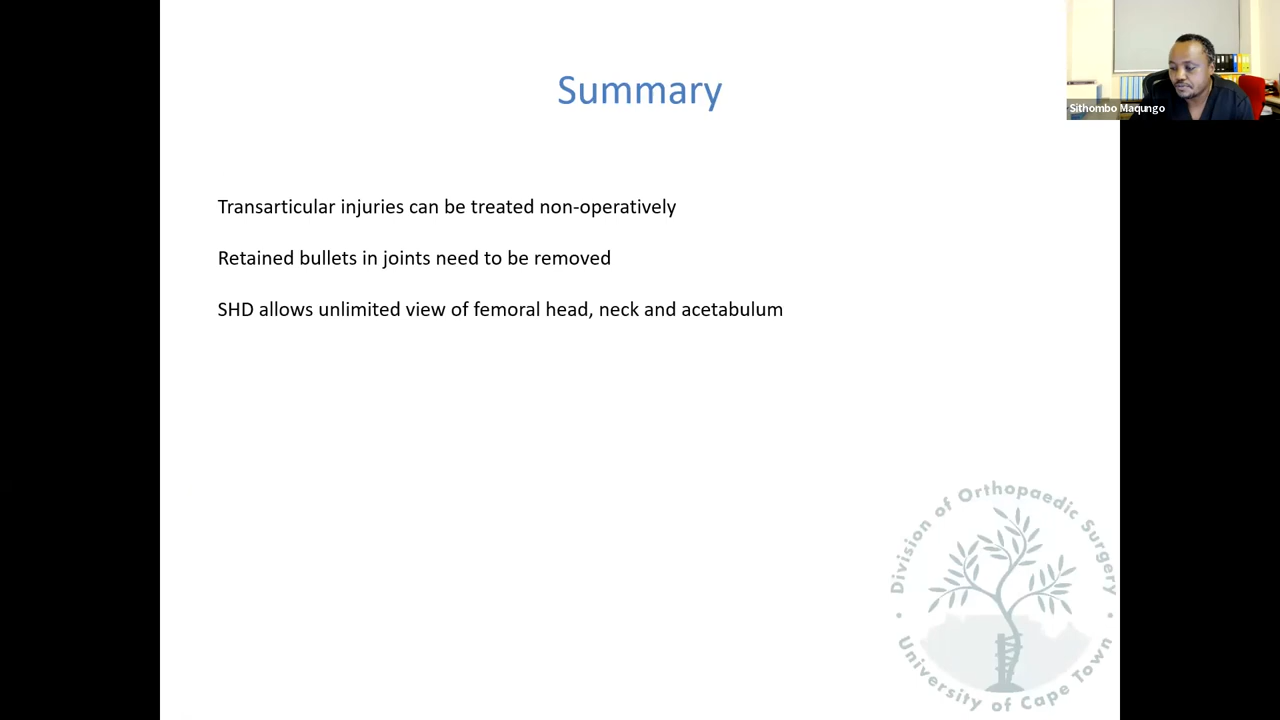 Summary
Sithombo Maqungo
Transarticular injuries can be treated non-operatively
Retained bullets in joints need to be removed
SHD allows unlimited view of femoral head, neck and acetabulum
Division of Orthopaedic Surgery
University of Cape Town